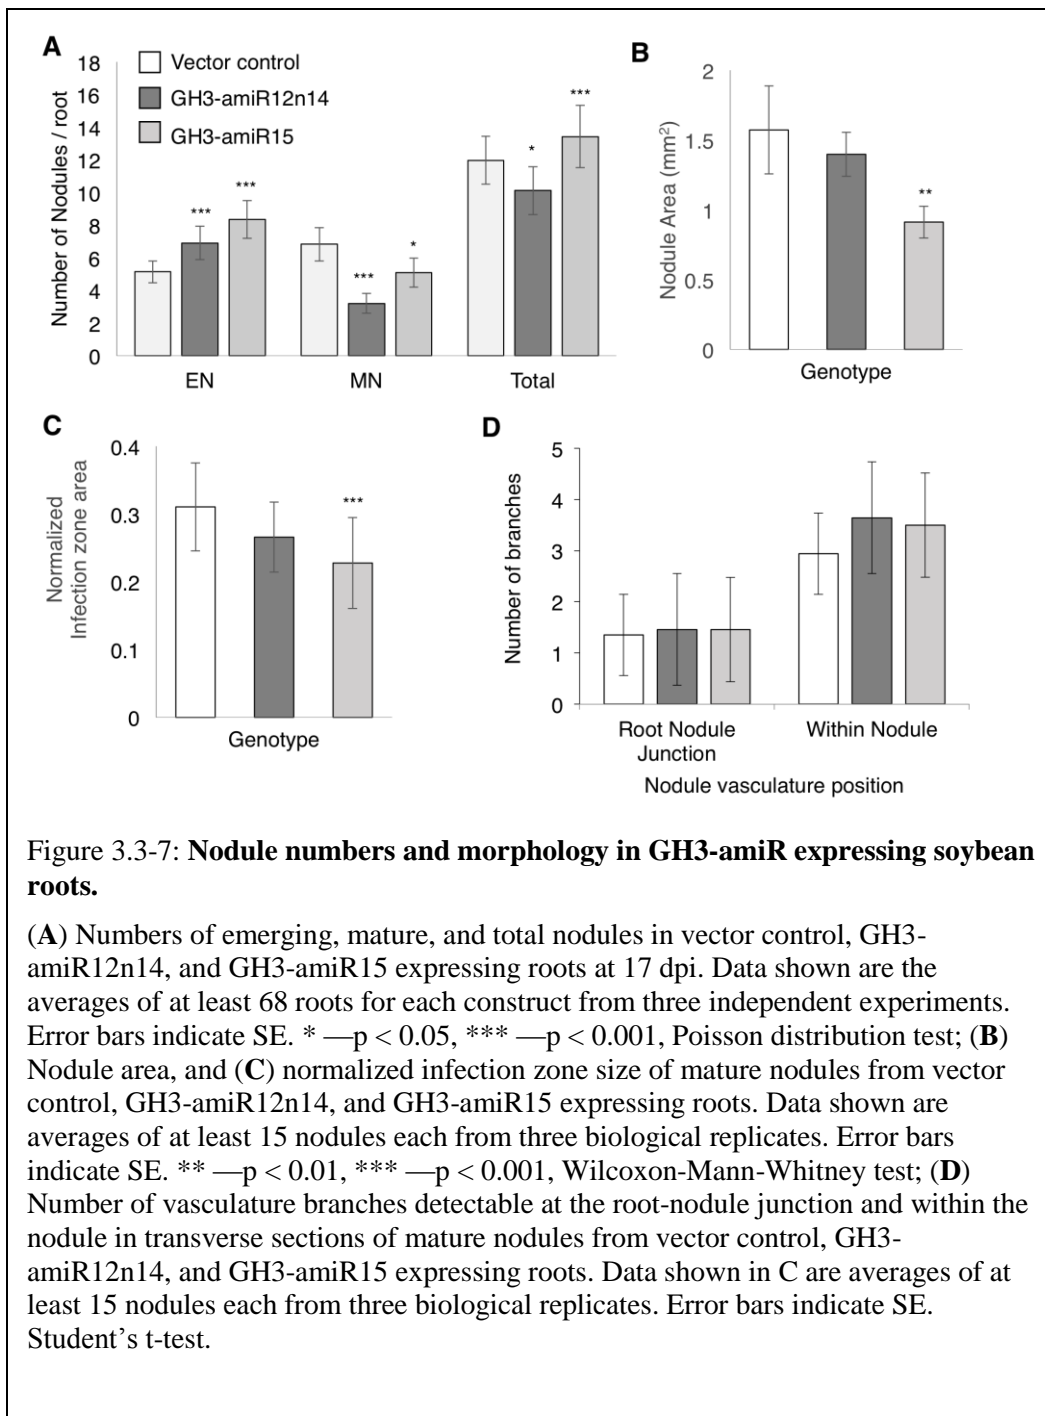 A
18
16
14
12
10
8
6
4
2
0
Number of Nodules / root
Vector control
GH3-amiR12n14
GH3-amiR15
***
***
***
*
*
***
EN
MN
Total
B
2
1.5
1
0.5
0
Nodule Area (mm²)
**
Genotype
C
0.4
0.3
0.2
0.1
0
Normalized
Infection zone area
***
Genotype
D
5
4
3
2
1
0
Number of branches
Root Nodule
Junction
Within Nodule
Nodule vasculature position
Figure 3.3-7: Nodule numbers and morphology in GH3-amiR expressing soybean
roots.
(A) Numbers of emerging, mature, and total nodules in vector control, GH3-
amiR12n14, and GH3-amiR15 expressing roots at 17 dpi. Data shown are the
averages of at least 68 roots for each construct from three independent experiments.
Error bars indicate SE. * —p < 0.05, *** —p < 0.001, Poisson distribution test; (B)
Nodule area, and (C) normalized infection zone size of mature nodules from vector
control, GH3-amiR12n14, and GH3-amiR15 expressing roots. Data shown are
averages of at least 15 nodules each from three biological replicates. Error bars
indicate SE. ** —p < 0.01, *** —p < 0.001, Wilcoxon-Mann-Whitney test; (D)
Number of vasculature branches detectable at the root-nodule junction and within the
nodule in transverse sections of mature nodules from vector control, GH3-
amiR12n14, and GH3-amiR15 expressing roots. Data shown in C are averages of at
least 15 nodules each from three biological replicates. Error bars indicate SE.
Student’s t-test.